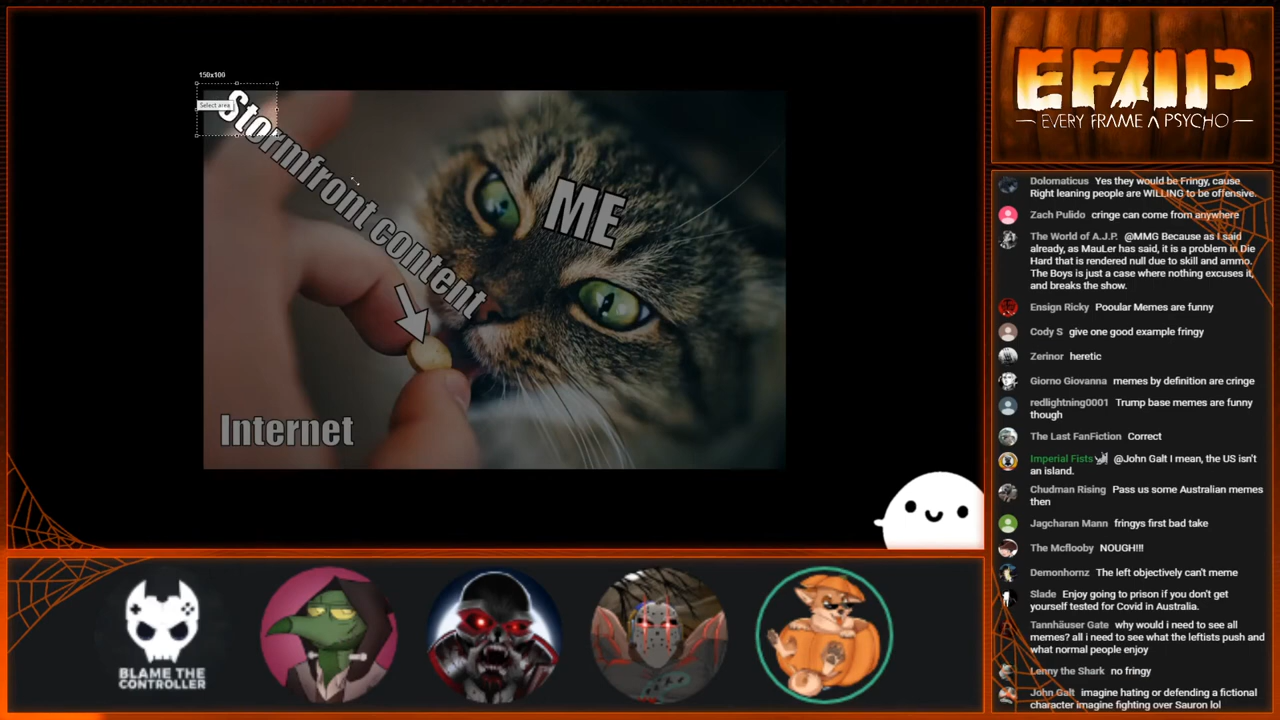 150x100
Select area
Stormfront content
ME
Internet
BLAME THE
CONTROLLER
EFAP
EVERY FRAME A PSYCHO
Dolomaticus Yes they would be Fringy, cause
Right leaning people are WILLING to be offensive.
Zach Pulido cringe can come from anywhere
The World of A.J.P. @MMG Because as I said
already, as MauLer has said, it is a problem in Die
Hard that is rendered null due to skill and ammo.
The Boys is just a case where nothing excuses it,
and breaks the show.
Ensign Ricky Pooular Memes are funny
Cody S give one good example fringy
Zerinor heretic
Giorno Giovanna memes by definition are cringe
redlightning0001 Trump base memes are funny
though
The Last FanFiction Correct
Imperial Fists @John Galt I mean, the US isn't
an island.
Chudman Rising Pass us some Australian memes
then
Jagcharan Mann fringys first bad take
The Mcflooby NOUGH!!!
Demonhornz The left objectively can't meme
Slade Enjoy going to prison if you don't get
yourself tested for Covid in Australia.
Tannhäuser Gate why would i need to see all
memes? all i need to see what the leftists push and
what normal people enjoy
Lenny the Shark no fringy
John Galt imagine hating or defending a fictional
character imagine fighting over Sauron lol